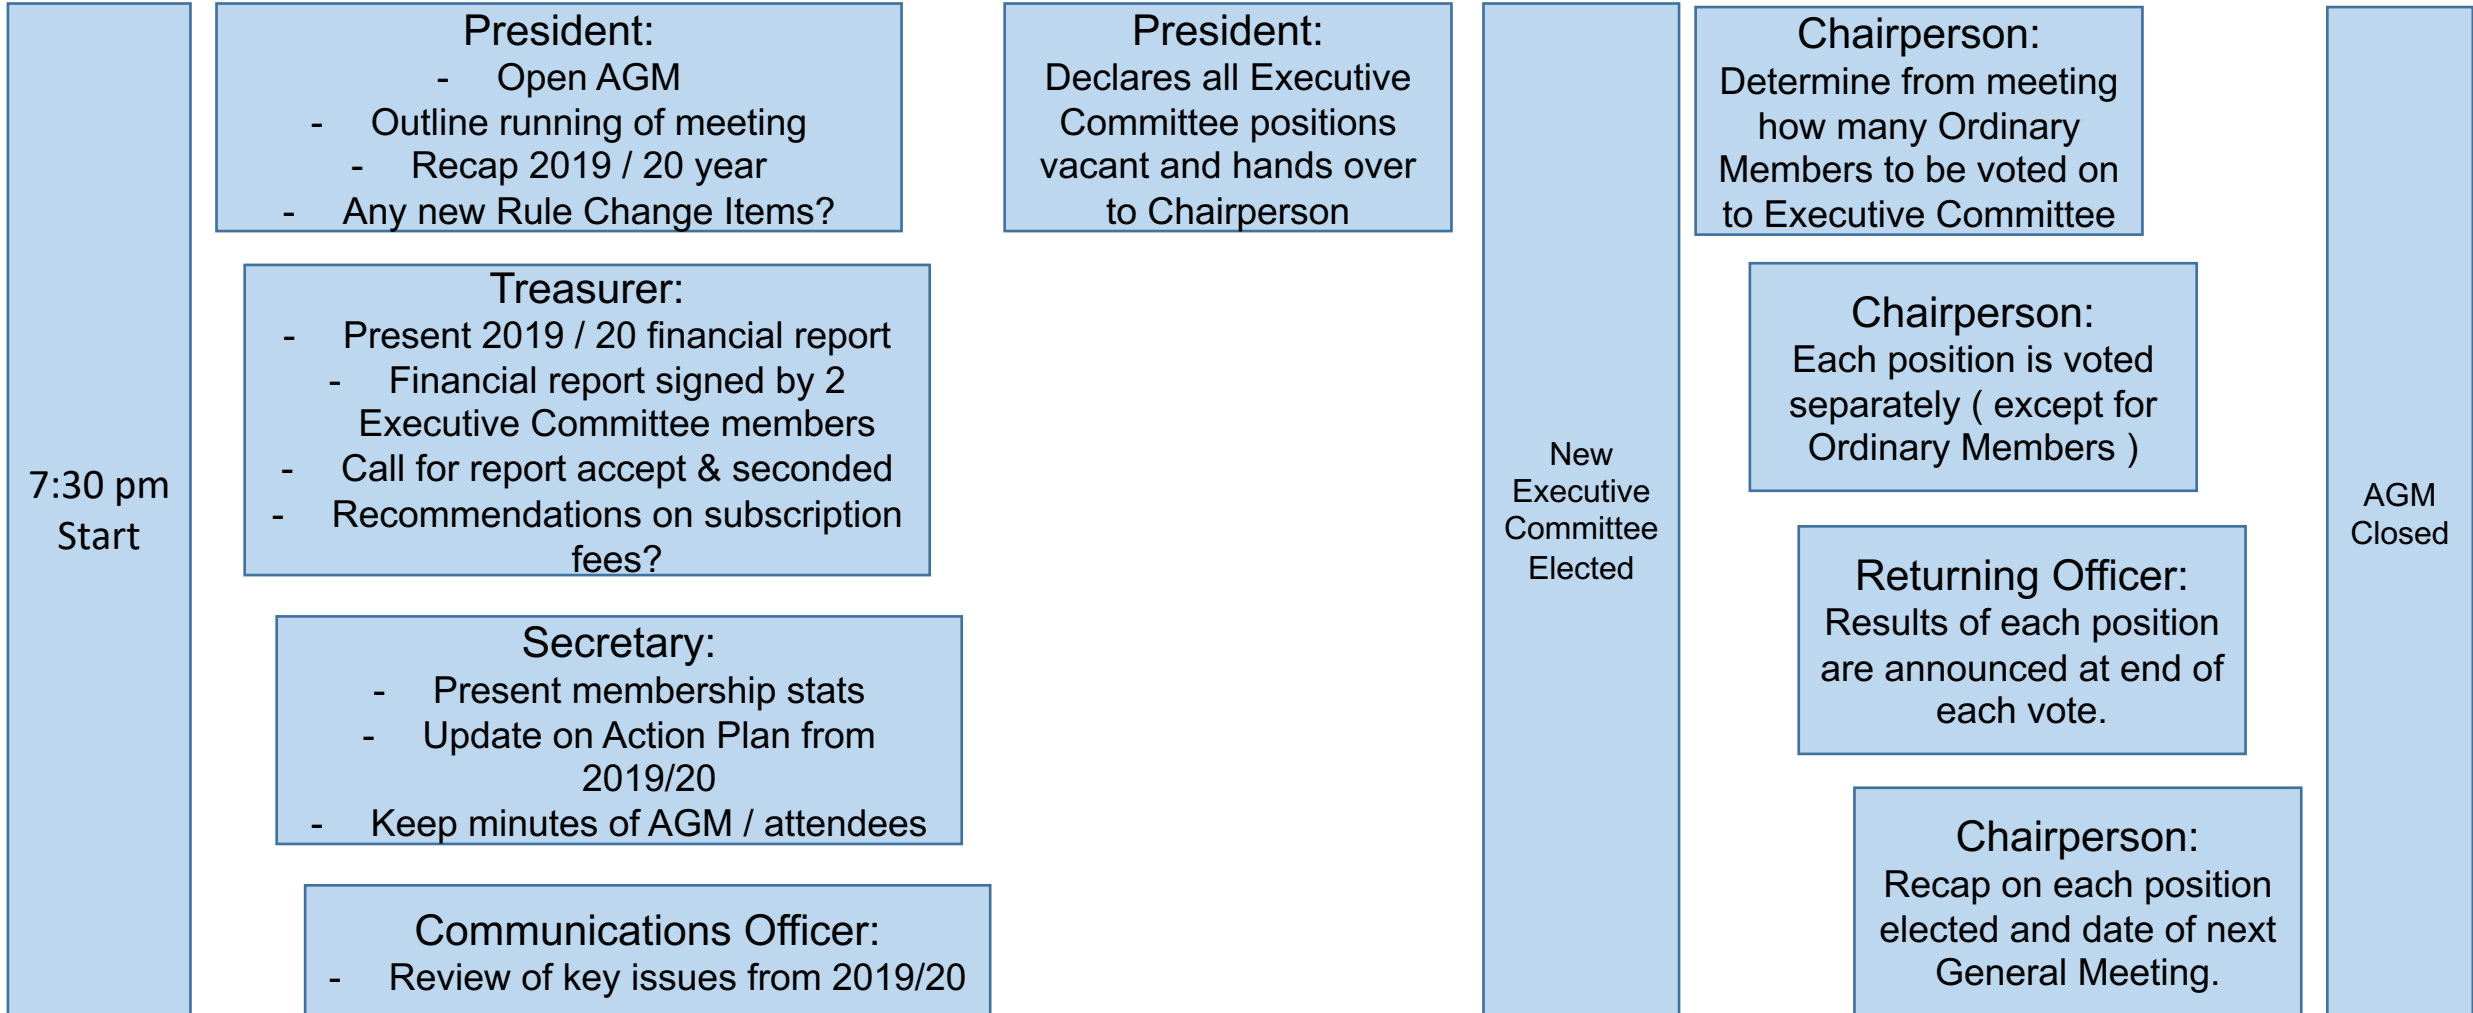 7:30 pm
Start
President:
- Open AGM
- Outline running of meeting
- Recap 2019 / 20 year
- Any new Rule Change Items?
Treasurer:
- Present 2019 / 20 financial report
- Financial report signed by 2
Executive Committee members
- Call for report accept & seconded
- Recommendations on subscription
fees?
Secretary:
- Present membership stats
- Update on Action Plan from
2019/20
- Keep minutes of AGM / attendees
Communications Officer:
- Review of key issues from 2019/20
President:
Declares all Executive
Committee positions
vacant and hands over
to Chairperson
New
Executive
Committee
Elected
Chairperson:
Determine from meeting
how many Ordinary
Members to be voted on
to Executive Committee
Chairperson:
Each position is voted
separately ( except for
Ordinary Members )
Returning Officer:
Results of each position
are announced at end of
each vote.
Chairperson:
Recap on each position
elected and date of next
General Meeting.
AGM
Closed